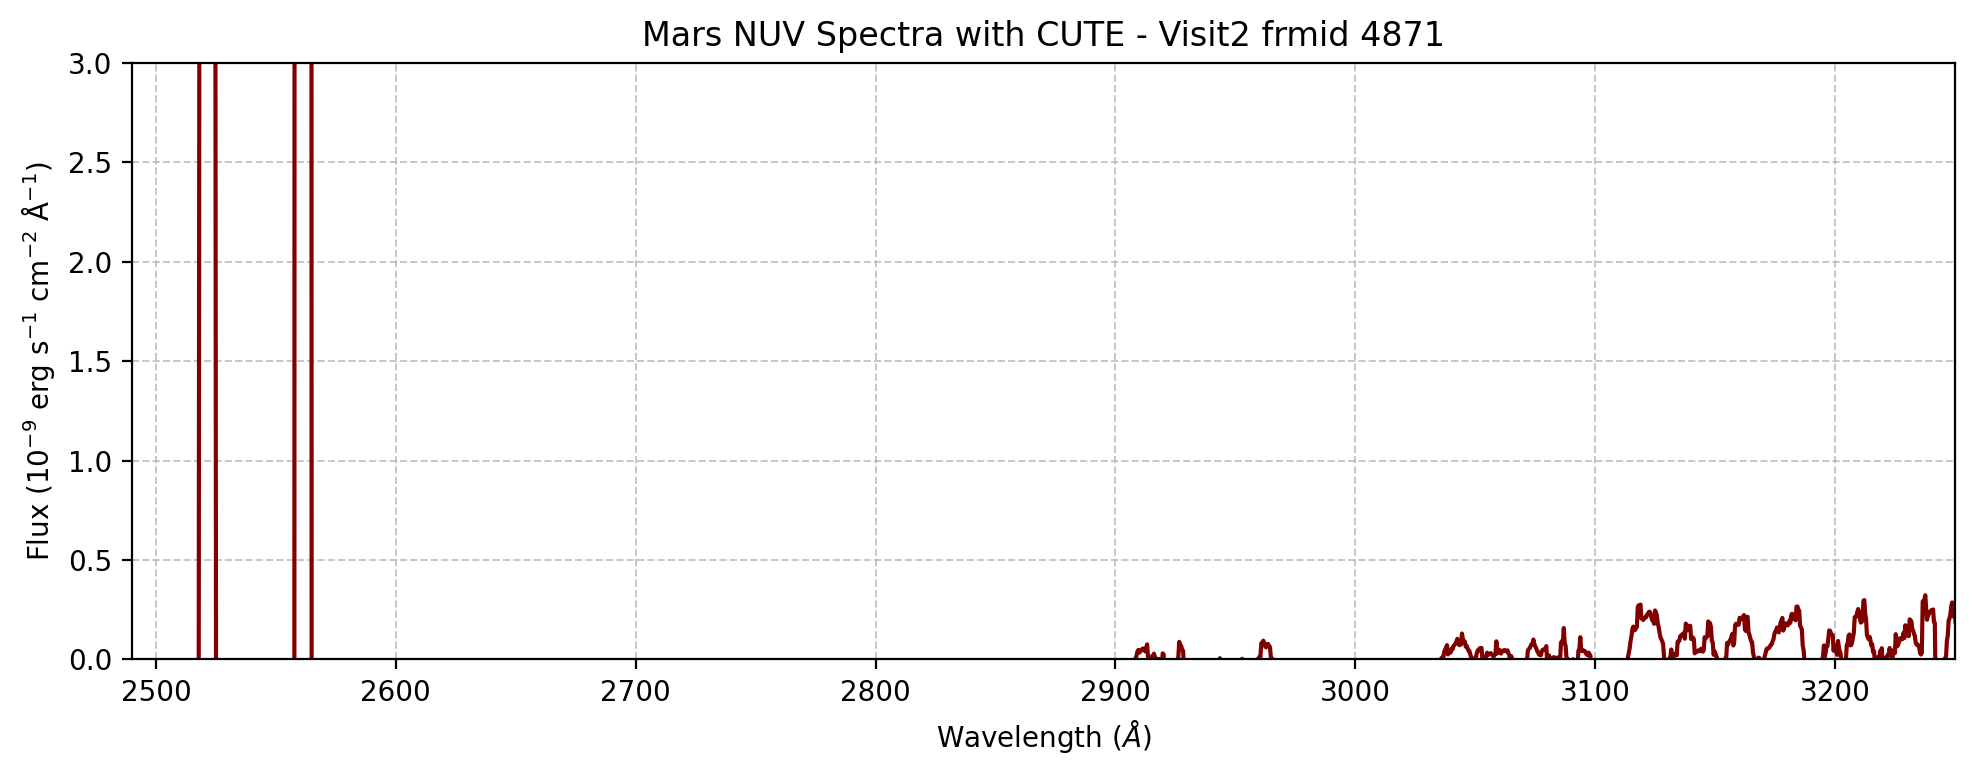 Mars NUV Spectra with CUTE - Visit2 frmid 4871
Flux (10⁻⁹ erg s⁻¹ cm⁻² Å⁻¹)
3.0
2.5
2.0
1.5
1.0
0.5
0.0
2500 2600 2700 2800 2900 3000 3100 3200
Wavelength (Å)